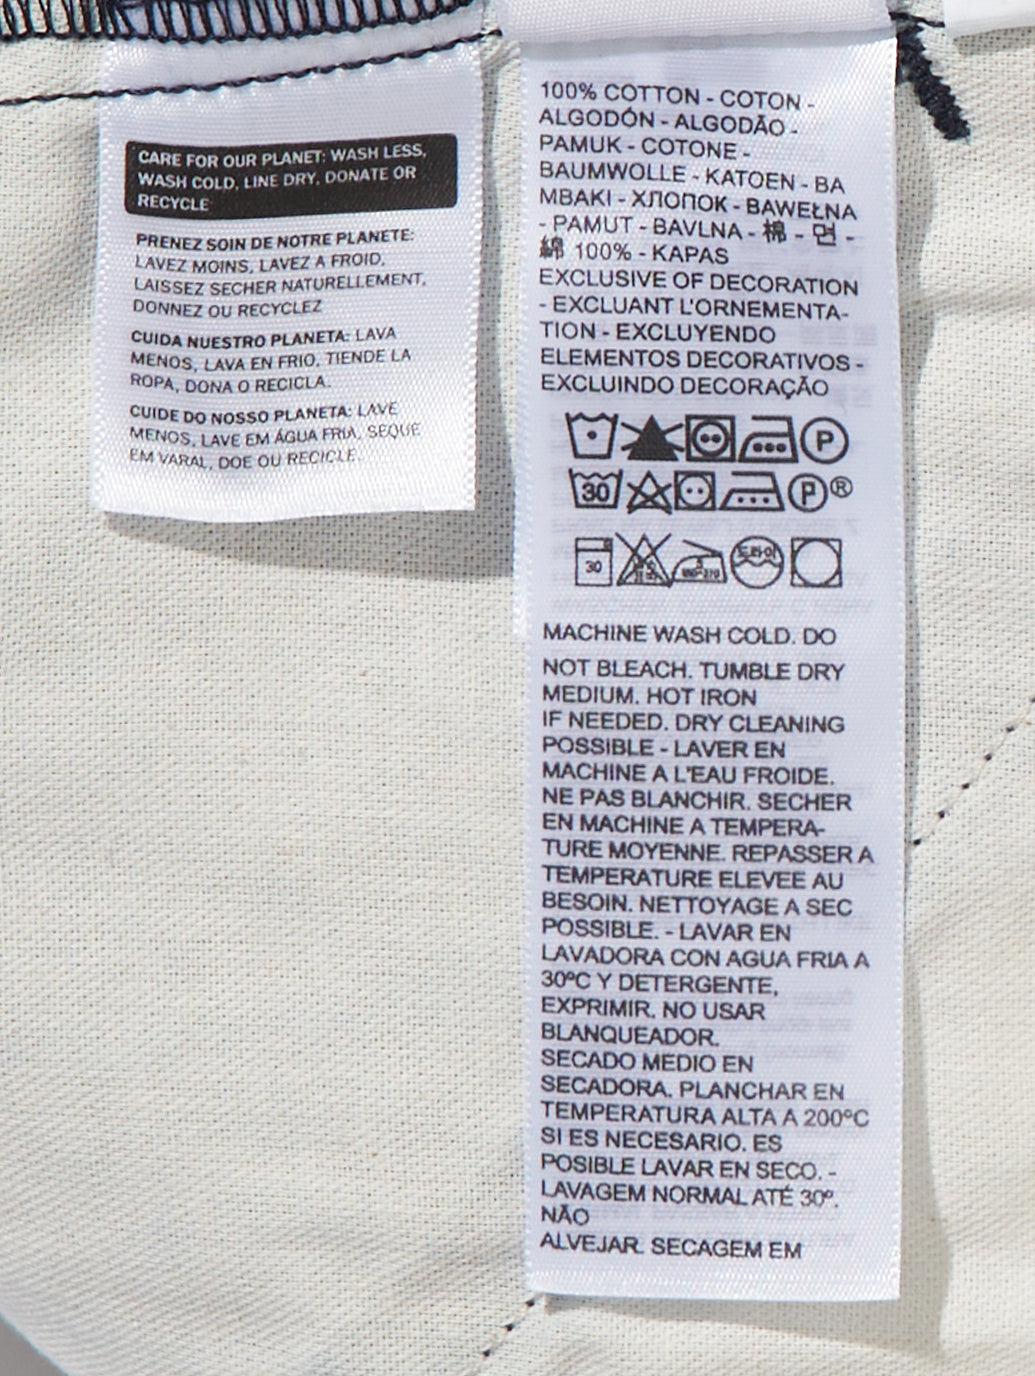 CARE FOR OUR PLANET: WASH LESS,
WASH COLD, LINE DRY, DONATE OR
RECYCLE
PRENEZ SOIN DE NOTRE PLANETE:
LAVEZ MOINS, LAVEZ A FROID,
LAISSEZ SECHER NATURELLEMENT,
DONNEZ OU RECYCLEZ
CUIDA NUESTRO PLANETA: LAVA
MENOS, LAVA EN FRIO, TIENDE LA
ROPA, DONA O RECICLA.
CUIDE DO NOSSO PLANETA: LAVE
MENOS, LAVE EM ÁGUA FRIA, SEQUE
EM VARAL, DOE OU RECICLE.
100% COTTON - COTON -
ALGODÓN - ALGODÃO -
PAMUK - COTONE -
BAUMWOLLE - KATOEN - BA
MBAKI - ХЛОПОК - BAWEŁNA
- PAMUT - BAVLNA - 棉 - 면 -
綿 100% - KAPAS
EXCLUSIVE OF DECORATION
- EXCLUANT L'ORNEMENTA-
TION - EXCLUYENDO
ELEMENTOS DECORATIVOS -
EXCLUINDO DECORAÇÃO
P
30 P®
30 드라이
MACHINE WASH COLD. DO
NOT BLEACH. TUMBLE DRY
MEDIUM. HOT IRON
IF NEEDED. DRY CLEANING
POSSIBLE - LAVER EN
MACHINE A L'EAU FROIDE.
NE PAS BLANCHIR. SECHER
EN MACHINE A TEMPERA-
TURE MOYENNE. REPASSER A
TEMPERATURE ELEVEE AU
BESOIN. NETTOYAGE A SEC
POSSIBLE. - LAVAR EN
LAVADORA CON AGUA FRIA A
30ºC Y DETERGENTE,
EXPRIMIR. NO USAR
BLANQUEADOR.
SECADO MEDIO EN
SECADORA. PLANCHAR EN
TEMPERATURA ALTA A 200ºC
SI ES NECESARIO. ES
POSIBLE LAVAR EN SECO. -
LAVAGEM NORMAL ATÉ 30º.
NÃO
ALVEJAR. SECAGEM EM